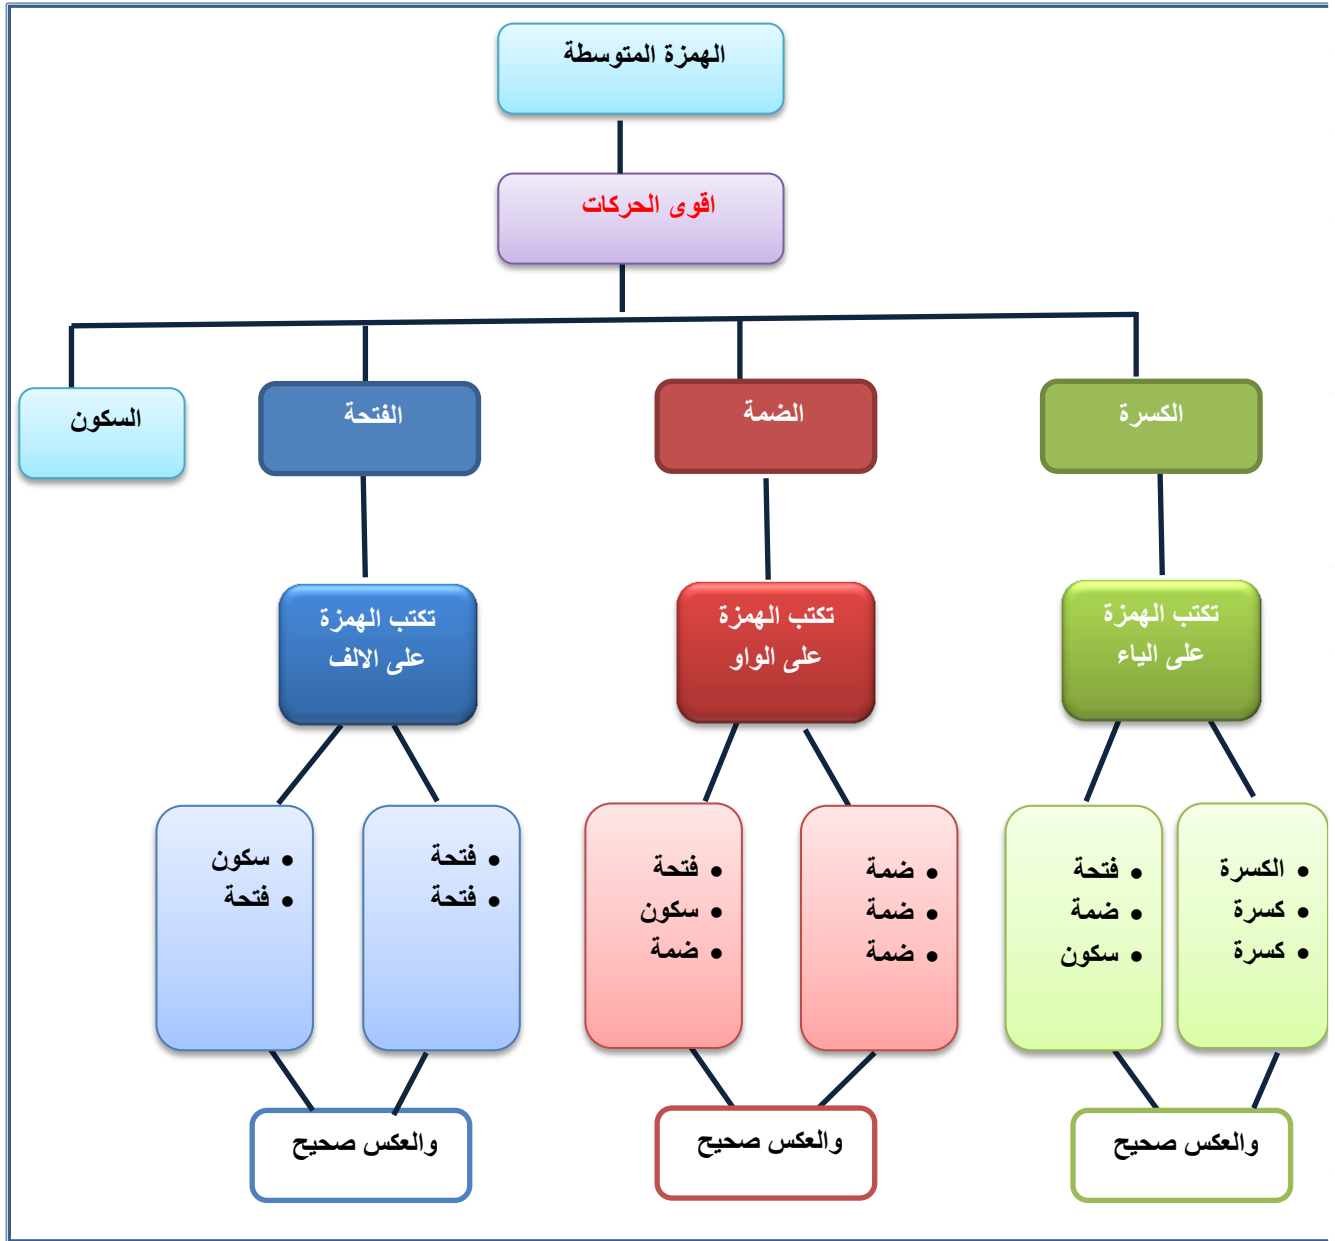 الهمزة المتوسطة
اقوى الحركات
الكسرة
الضمة
الفتحة
السكون
تكتب الهمزة
على الياء
تكتب الهمزة
على الواو
تكتب الهمزة
على الالف
• الكسرة
• كسرة
• كسرة
• فتحة
• ضمة
• سكون
• ضمة
• ضمة
• ضمة
• فتحة
• سكون
• ضمة
• فتحة
• فتحة
• سكون
• فتحة
والعكس صحيح
والعكس صحيح
والعكس صحيح